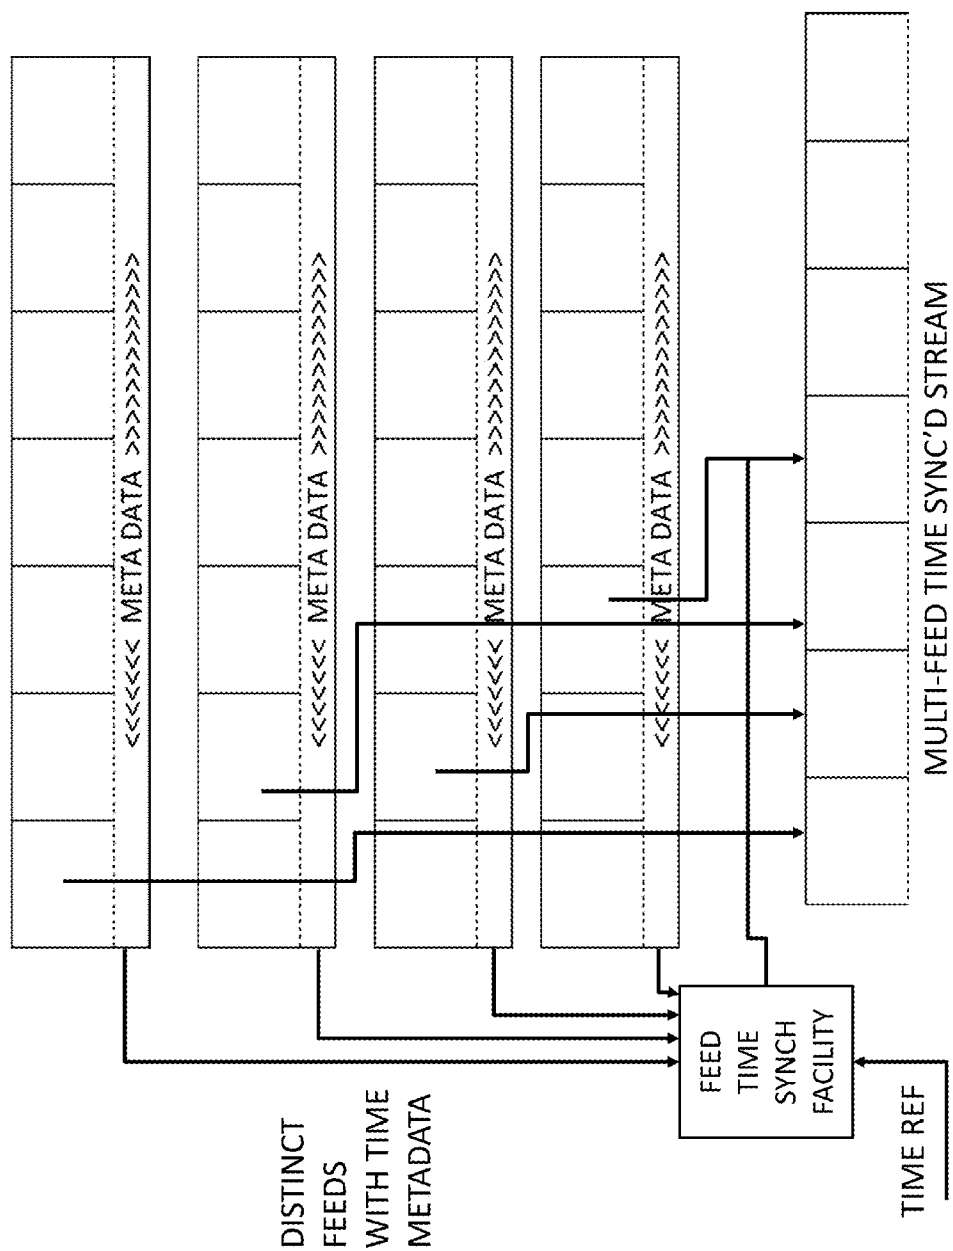 <<<<<<< META DATA >>>>>>>>>>>>>
<<<<<<< META DATA >>>>>>>>>>>>>
<<<<<<< META DATA >>>>>>>>>>>>>
<<<<<<< META DATA >>>>>>>>>>>>>
DISTINCT
FEEDS
WITH TIME
METADATA
FEED
TIME
SYNCH
FACILITY
TIME REF
MULTI-FEED TIME SYNC'D STREAM